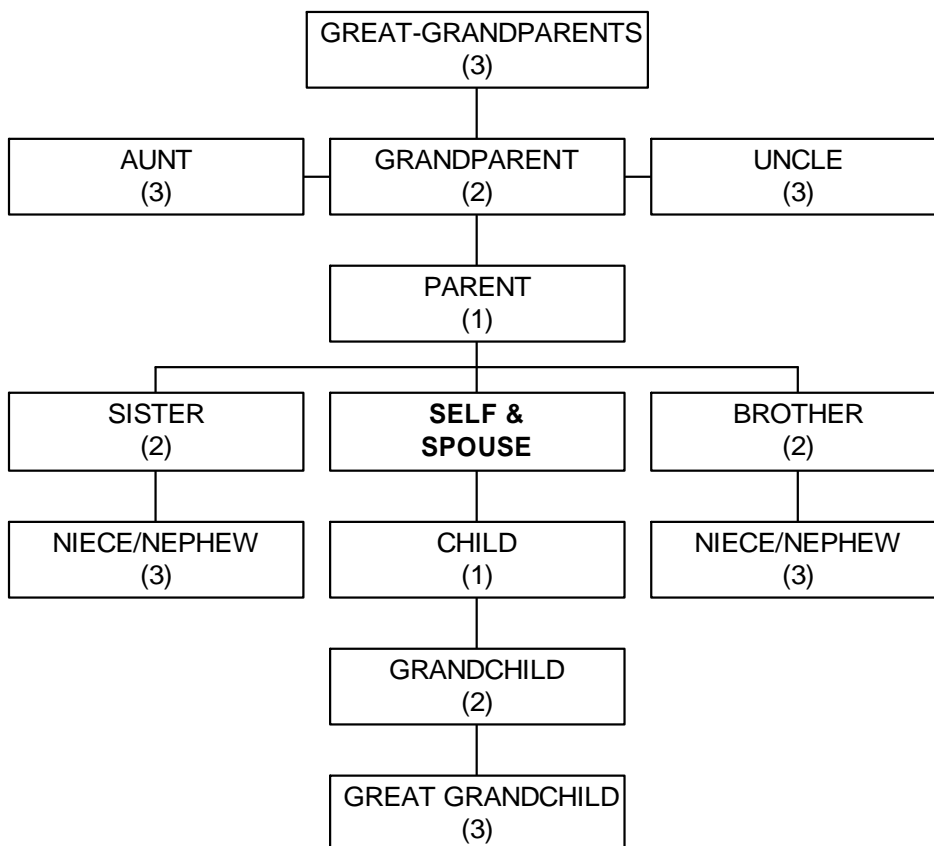 GREAT-GRANDPARENTS
(3)
AUNT
(3)
GRANDPARENT
(2)
UNCLE
(3)
PARENT
(1)
SISTER
(2)
SELF &
SPOUSE
BROTHER
(2)
NIECE/NEPHEW
(3)
CHILD
(1)
NIECE/NEPHEW
(3)
GRANDCHILD
(2)
GREAT GRANDCHILD
(3)